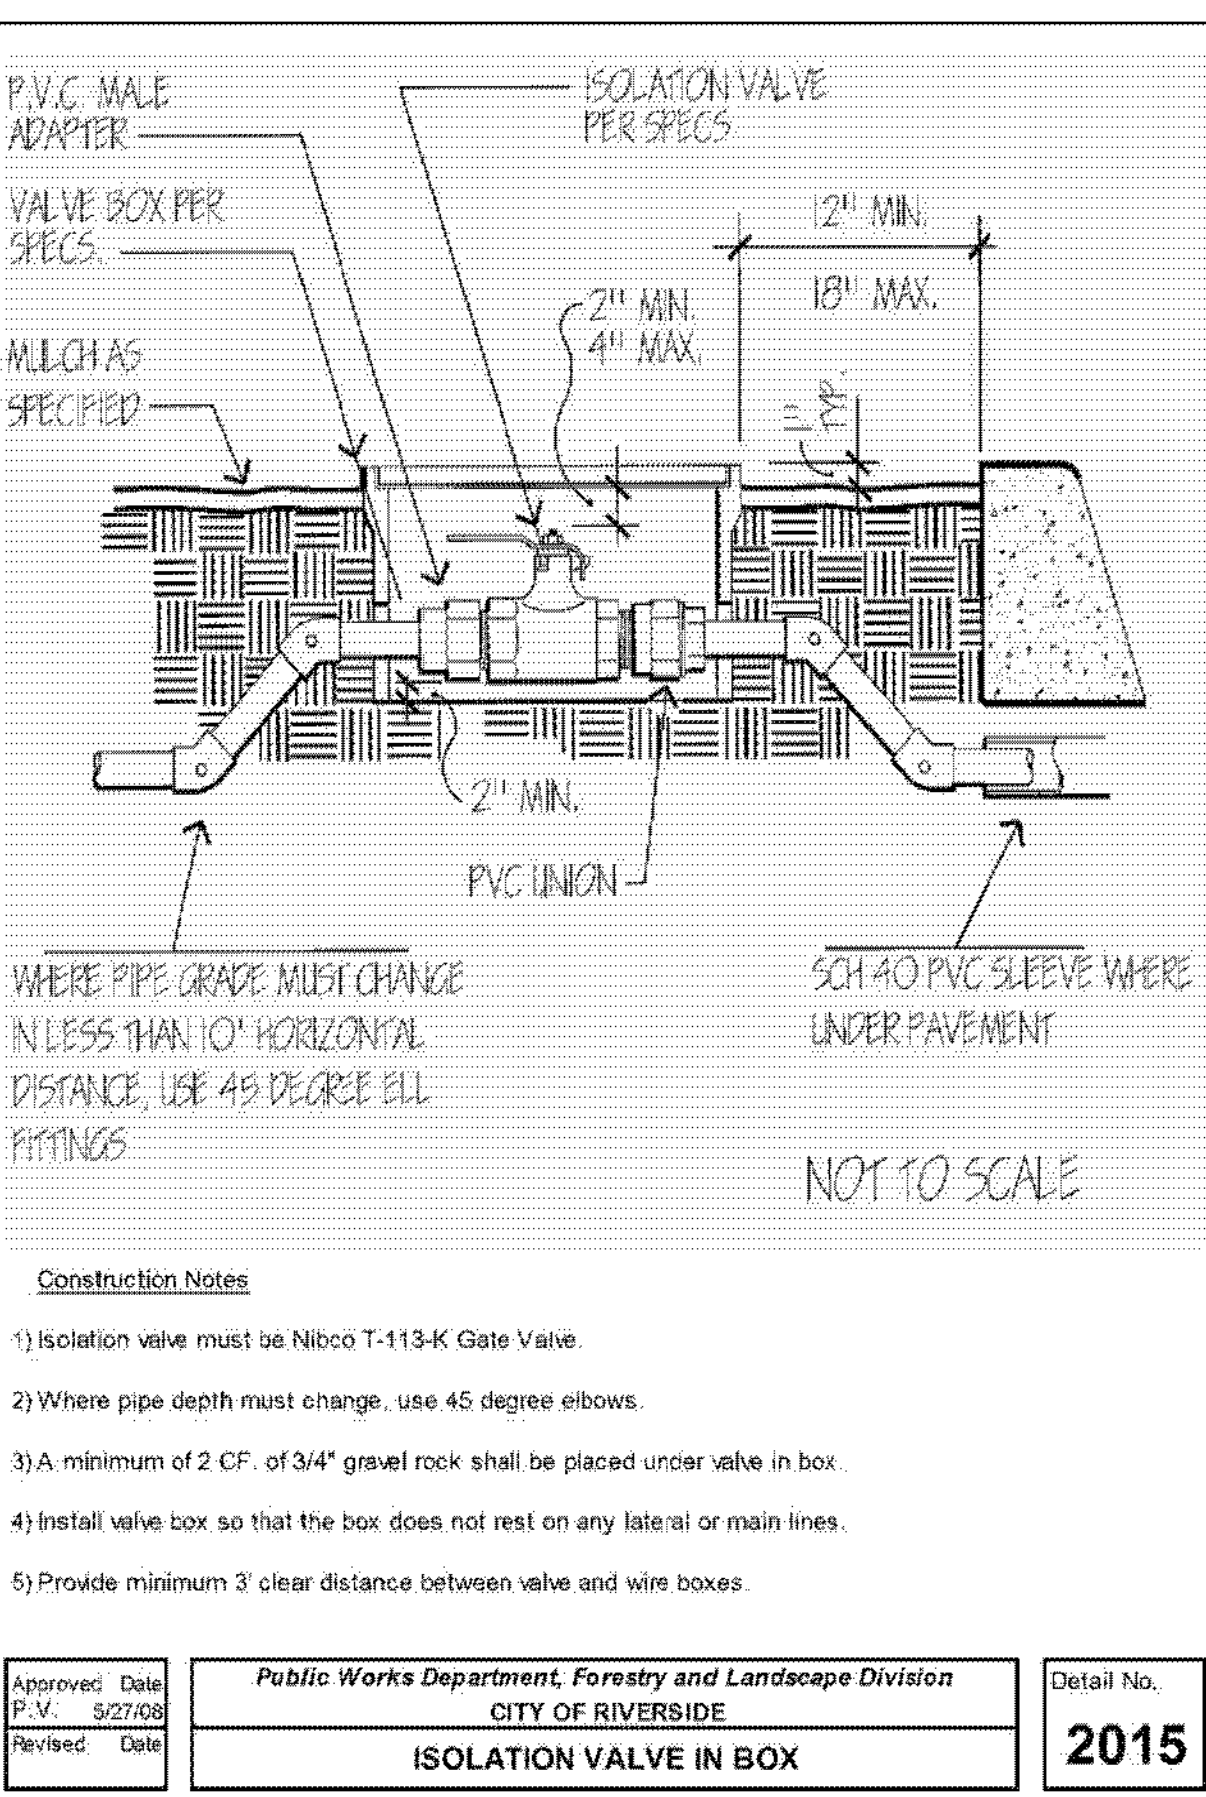 P.V.C. MALE
ADAPTER
ISOLATION VALVE
PER SPECS
VALVE BOX PER
SPECS.
12" MIN.
18" MAX.
2" MIN.
4" MAX.
MULCH AS
SPECIFIED
1"
TYP.
2" MIN.
PVC UNION
WHERE PIPE GRADE MUST CHANGE
IN LESS THAN 10' HORIZONTAL
DISTANCE, USE 45 DEGREE ELL
FITTINGS
SCH 40 PVC SLEEVE WHERE
UNDER PAVEMENT
NOT TO SCALE
Construction Notes
1) Isolation valve must be Nibco T-113-K Gate Valve.
2) Where pipe depth must change, use 45 degree elbows.
3) A minimum of 2 CF. of 3/4" gravel rock shall be placed under valve in box.
4) Install valve box so that the box does not rest on any lateral or main lines.
5) Provide minimum 3' clear distance between valve and wire boxes.
Approved Date
P.V. 5/27/08
Revised Date
Public Works Department, Forestry and Landscape Division
CITY OF RIVERSIDE
ISOLATION VALVE IN BOX
Detail No.
2015